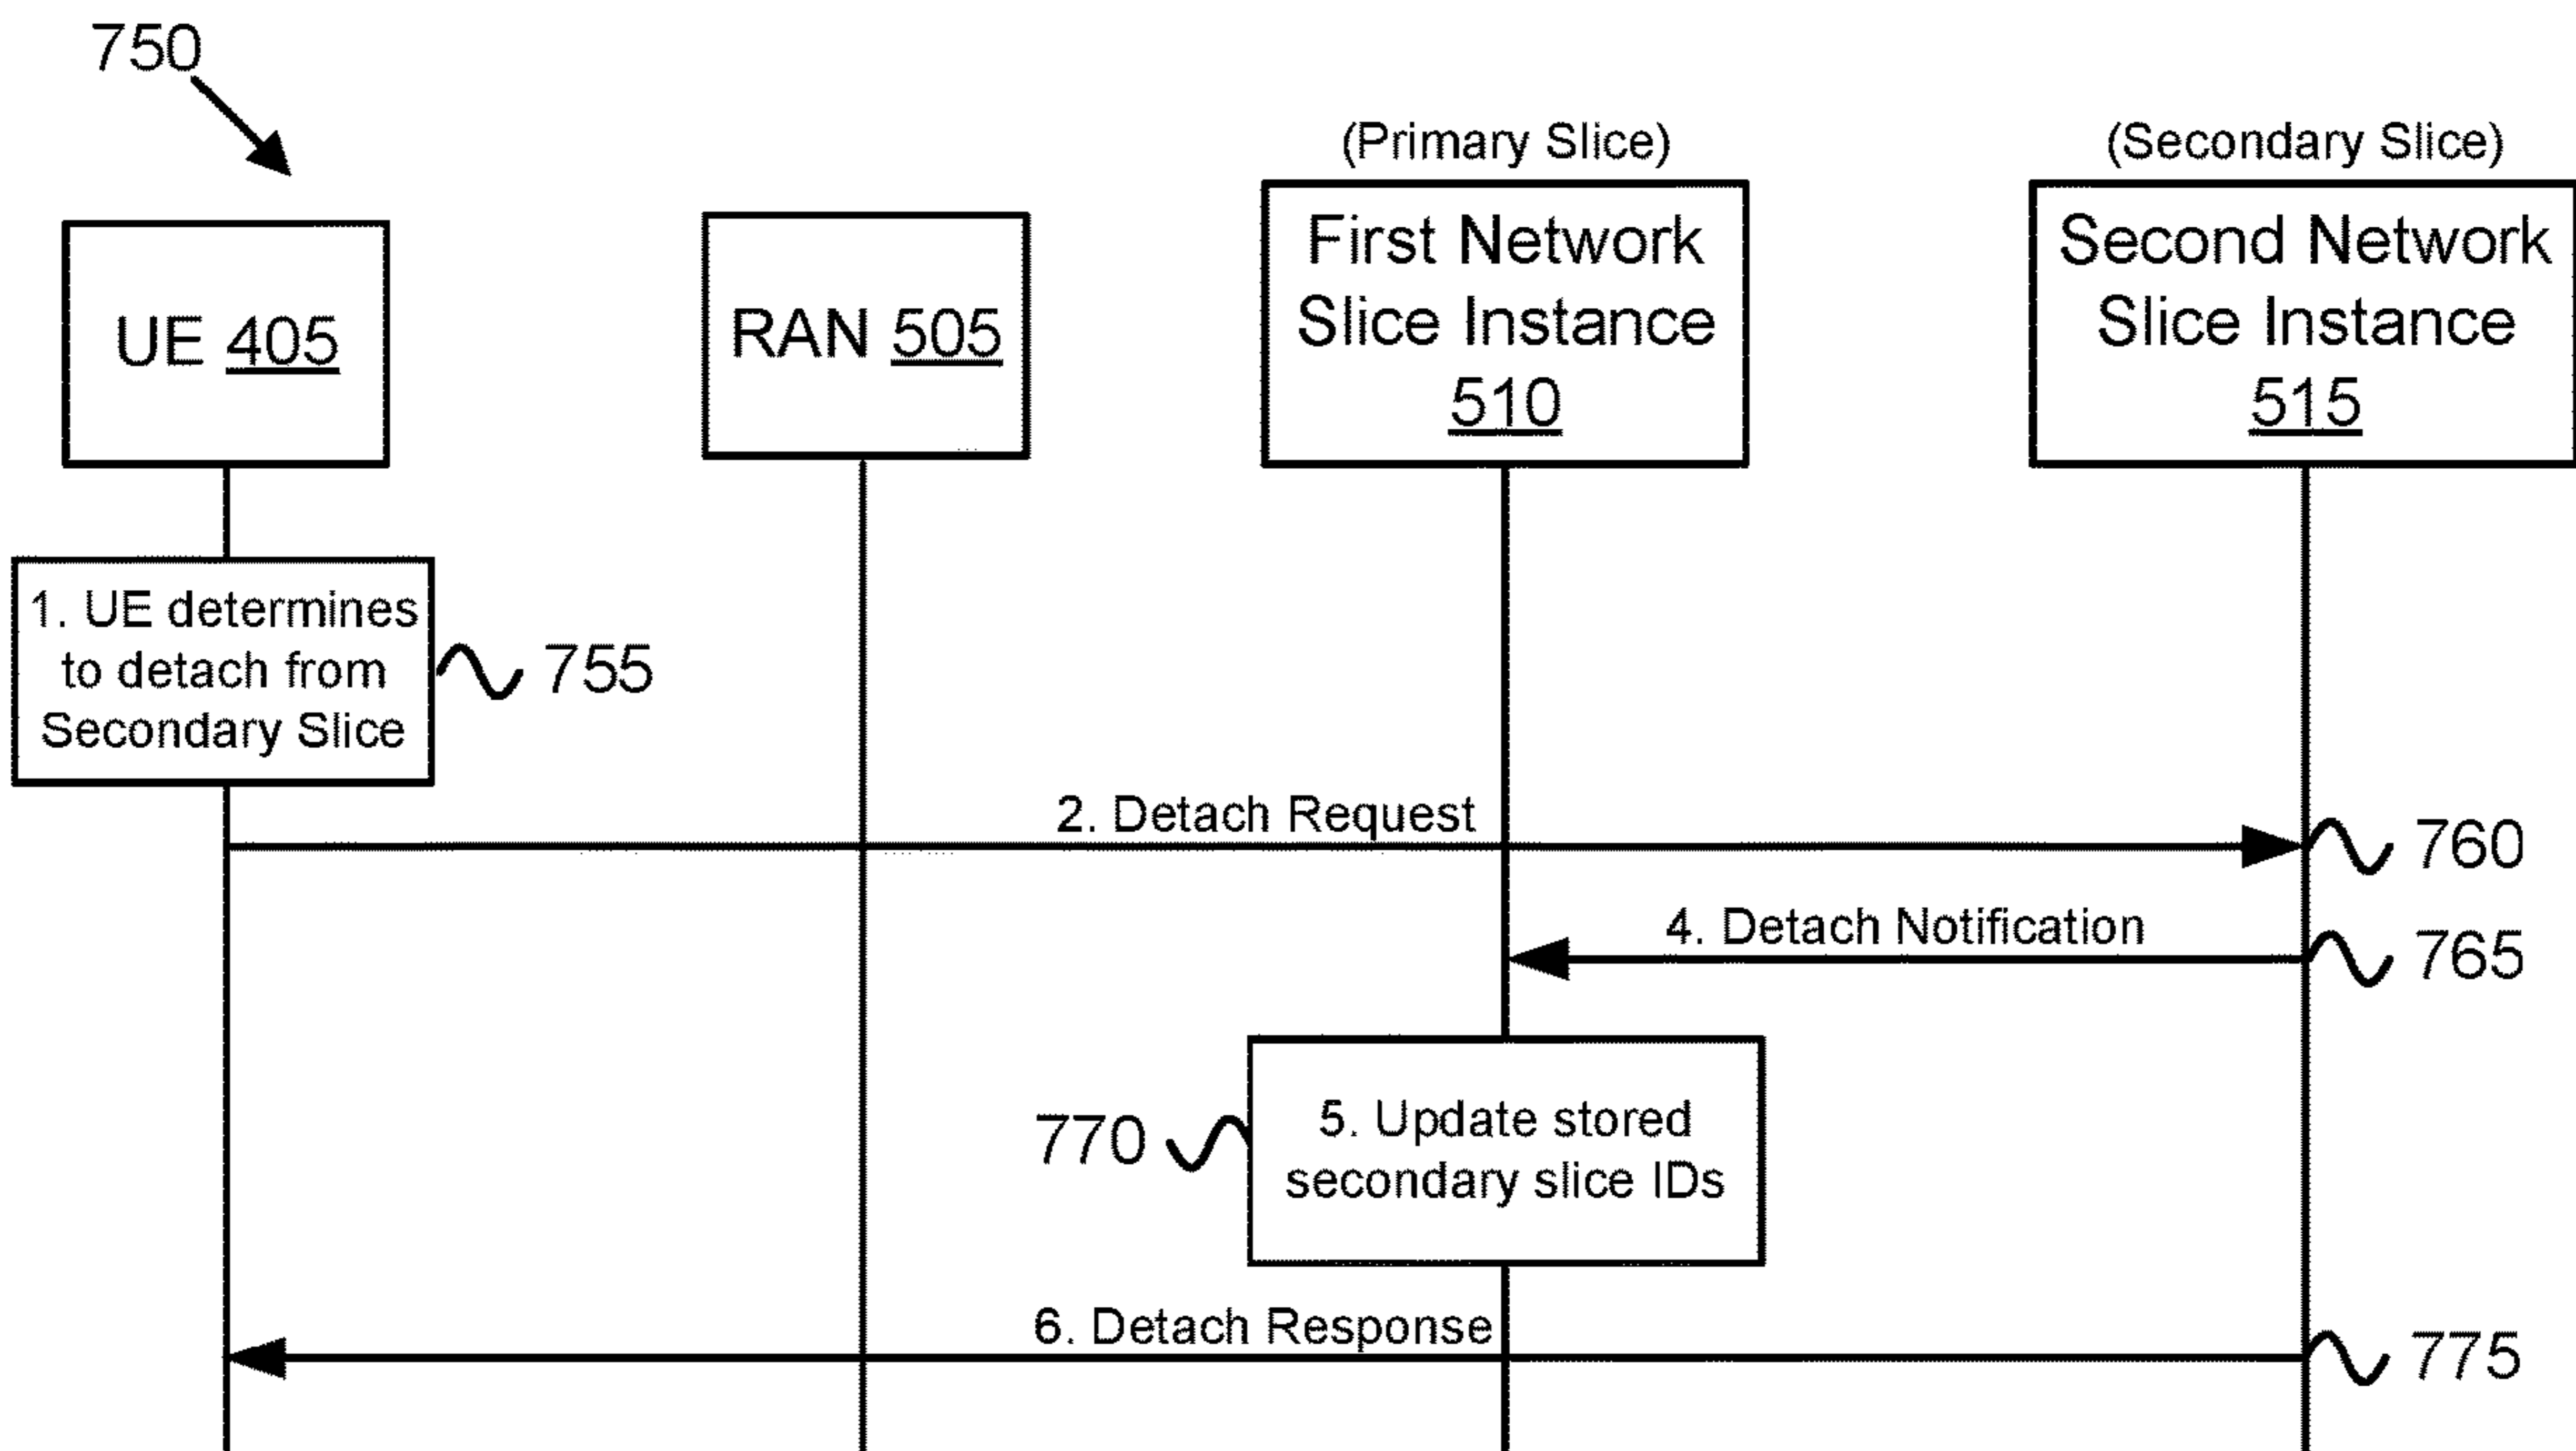 750
(Primary Slice)
(Secondary Slice)
UE 405
RAN 505
First Network
Slice Instance
510
Second Network
Slice Instance
515
1. UE determines
to detach from
Secondary Slice
755
2. Detach Request
760
4. Detach Notification
765
770
5. Update stored
secondary slice IDs
6. Detach Response
775